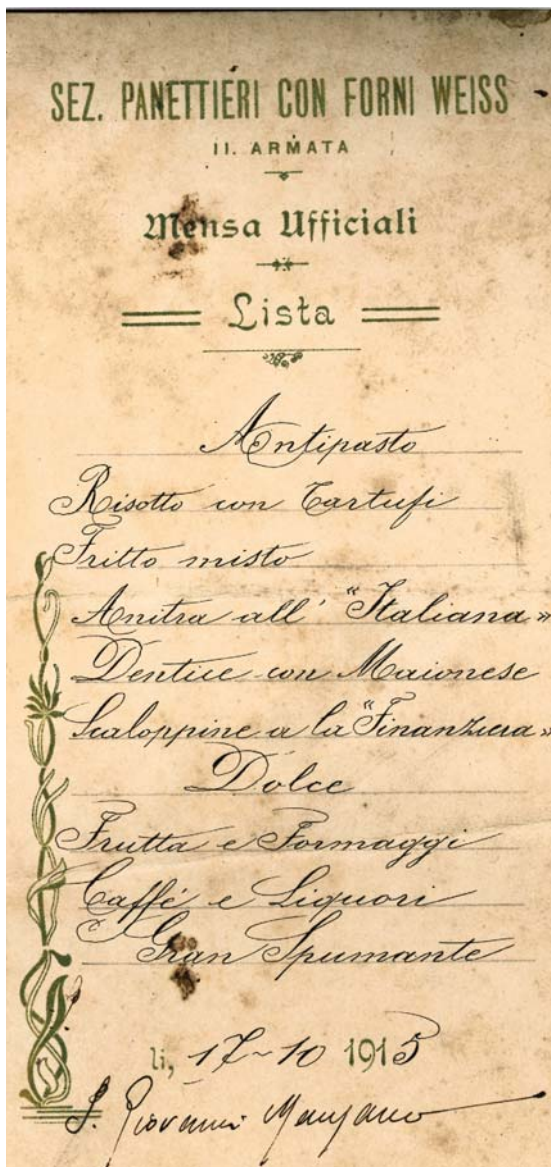 SEZ. PANETTIERI CON FORNI WEISS
II. ARMATA
Mensa Ufficiali
Lista
Antipasto
Risotto con Tartufi
Fritto misto
Anitra all' "Italiana"
Dentice con Maionese
Scaloppine a la "Finanziera"
Dolce
Frutta e Formaggi
Caffé e Liquori
Gran Spumante
li, 17-10 1915
S. Giovanni Manzano